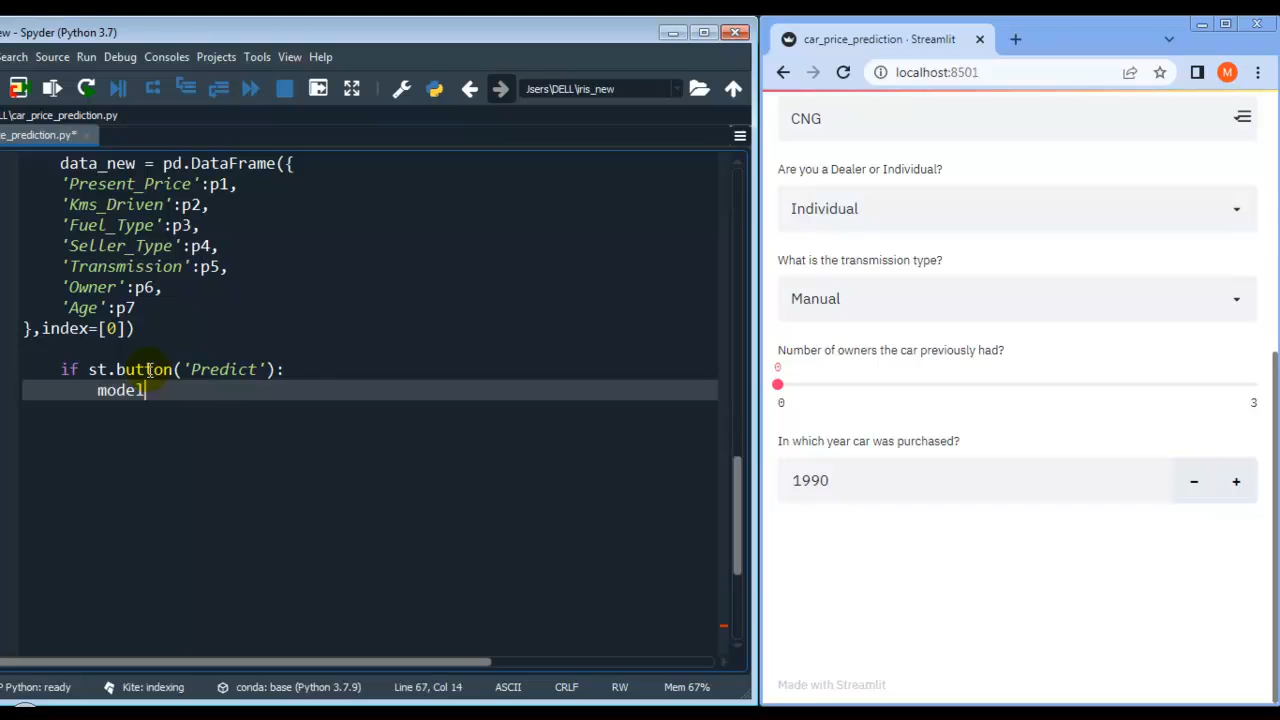 ew - Spyder (Python 3.7)
earch Source Run Debug Consoles Projects Tools View Help
JSers\DELL\iris_new
LL\car_price_prediction.py
ce_prediction.py*
data_new = pd.DataFrame({
'Present_Price':p1,
'Kms_Driven':p2,
'Fuel_Type':p3,
'Seller_Type':p4,
'Transmission':p5,
'Owner':p6,
'Age':p7
},index=[0])
if st.button('Predict'):
model
P Python: ready Kite: indexing conda: base (Python 3.7.9) Line 67, Col 14 ASCII CRLF RW Mem 67%
car_price_prediction · Streamlit
localhost:8501
M
CNG
Are you a Dealer or Individual?
Individual
What is the transmission type?
Manual
Number of owners the car previously had?
0
0 3
In which year car was purchased?
1990
Made with Streamlit